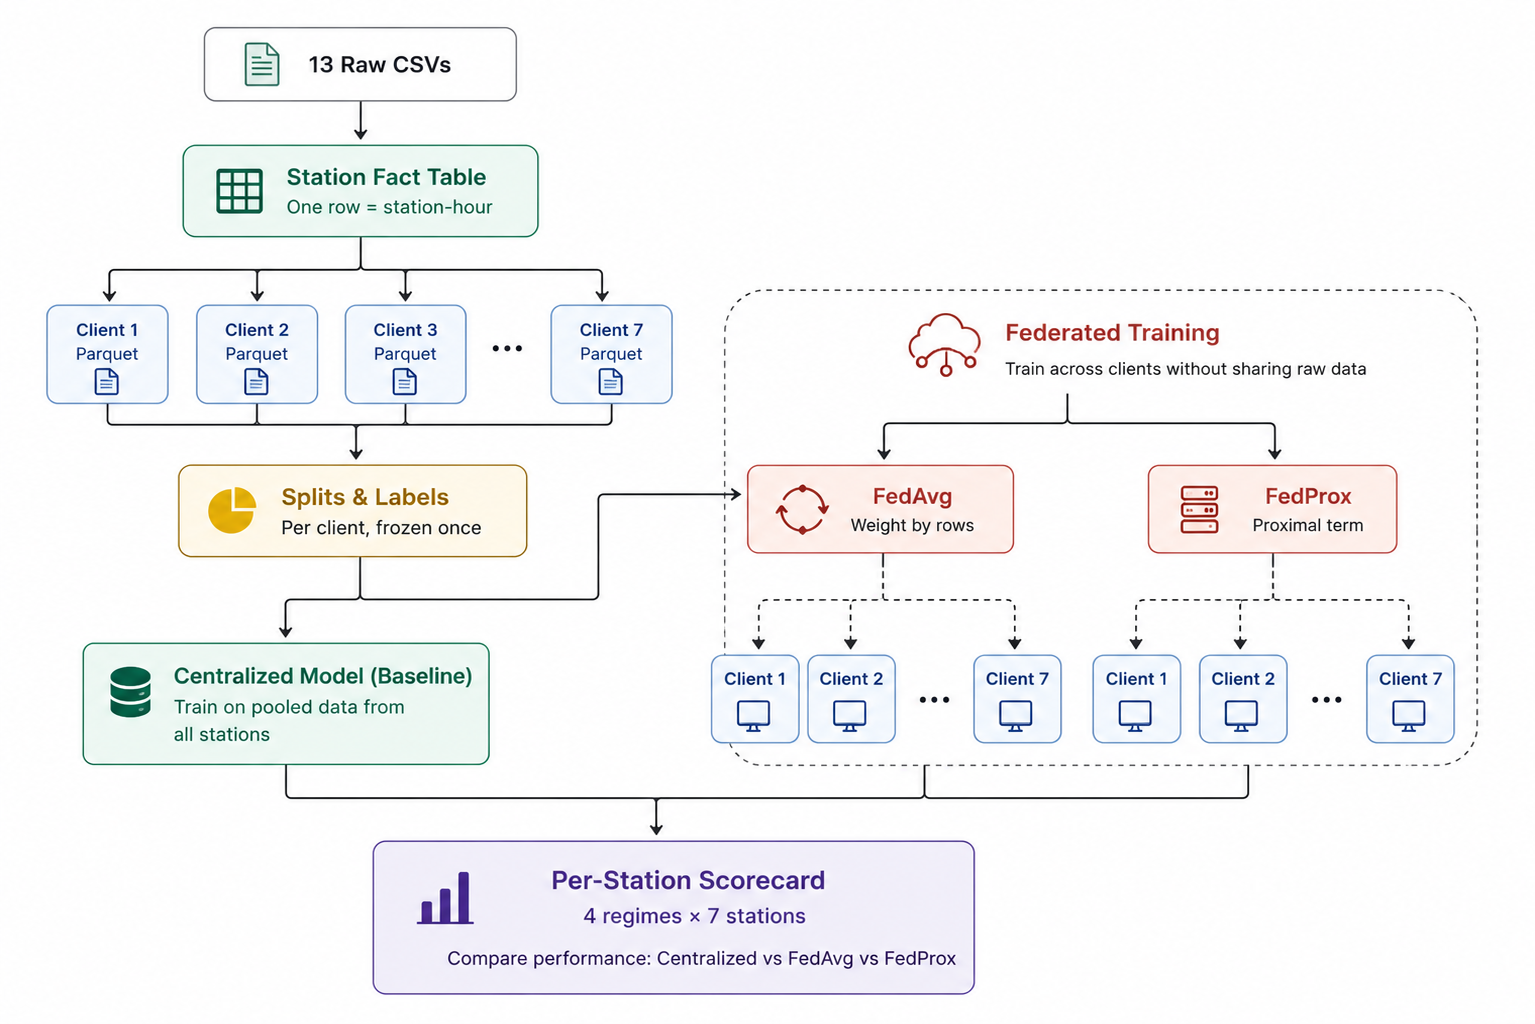 13 Raw CSVs
Station Fact Table
One row = station-hour
Client 1
Parquet
Client 2
Parquet
Client 3
Parquet
...
Client 7
Parquet
Splits & Labels
Per client, frozen once
Centralized Model (Baseline)
Train on pooled data from
all stations
Federated Training
Train across clients without sharing raw data
FedAvg
Weight by rows
FedProx
Proximal term
Client 1
Client 2
...
Client 7
Client 1
Client 2
...
Client 7
Per-Station Scorecard
4 regimes × 7 stations
Compare performance: Centralized vs FedAvg vs FedProx